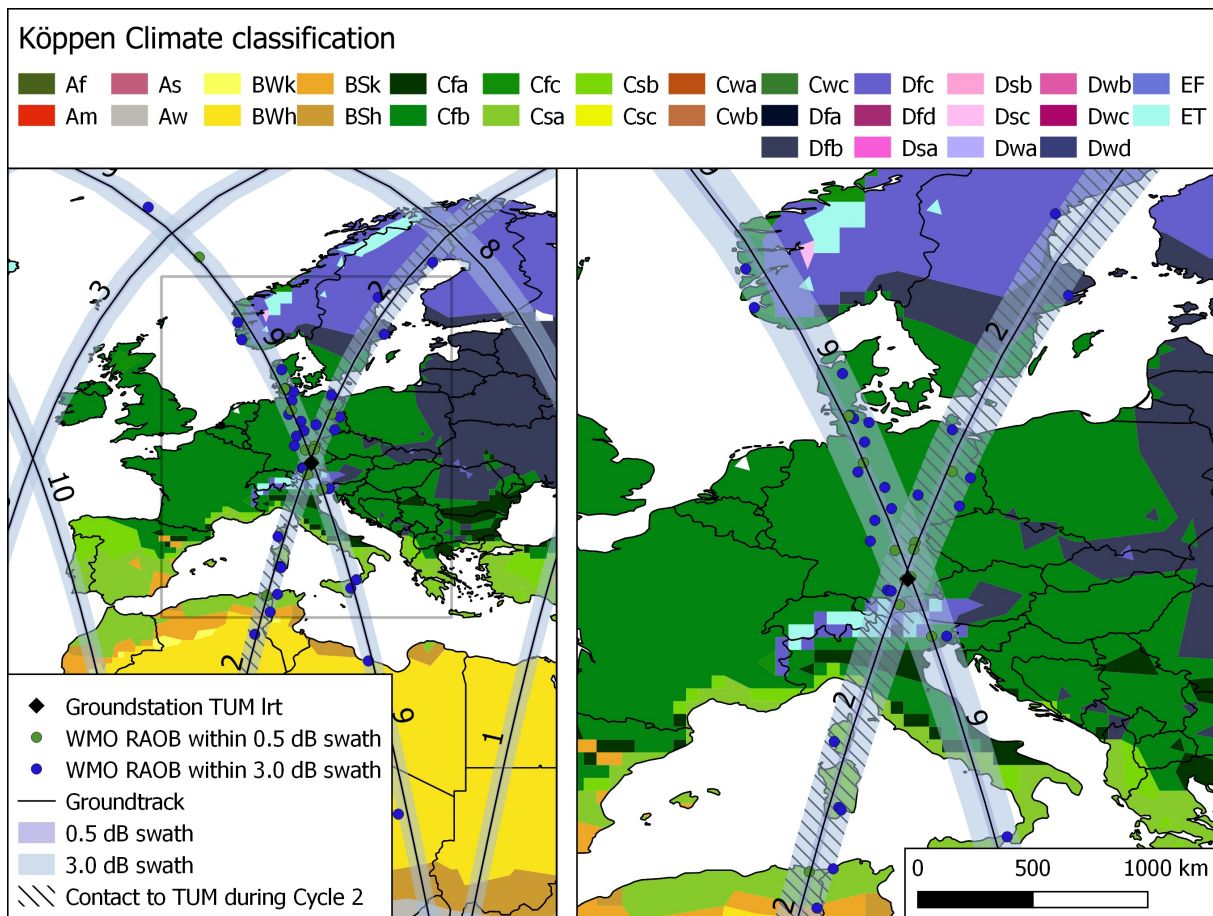 Köppen Climate classification
Af As BWk BSk Cfa Cfc Csb Cwa Cwc Dfc Dsb Dwb EF
Am Aw BWh BSh Cfb Csa Csc Cwb Dfa Dfd Dsc Dwc ET
Dfb Dsa Dwa Dwd
3
8
2
6
10
2
6
1
6
2
2
6
2
Groundstation TUM lrt
WMO RAOB within 0.5 dB swath
WMO RAOB within 3.0 dB swath
Groundtrack
0.5 dB swath
3.0 dB swath
Contact to TUM during Cycle 2
0 500 1000 km